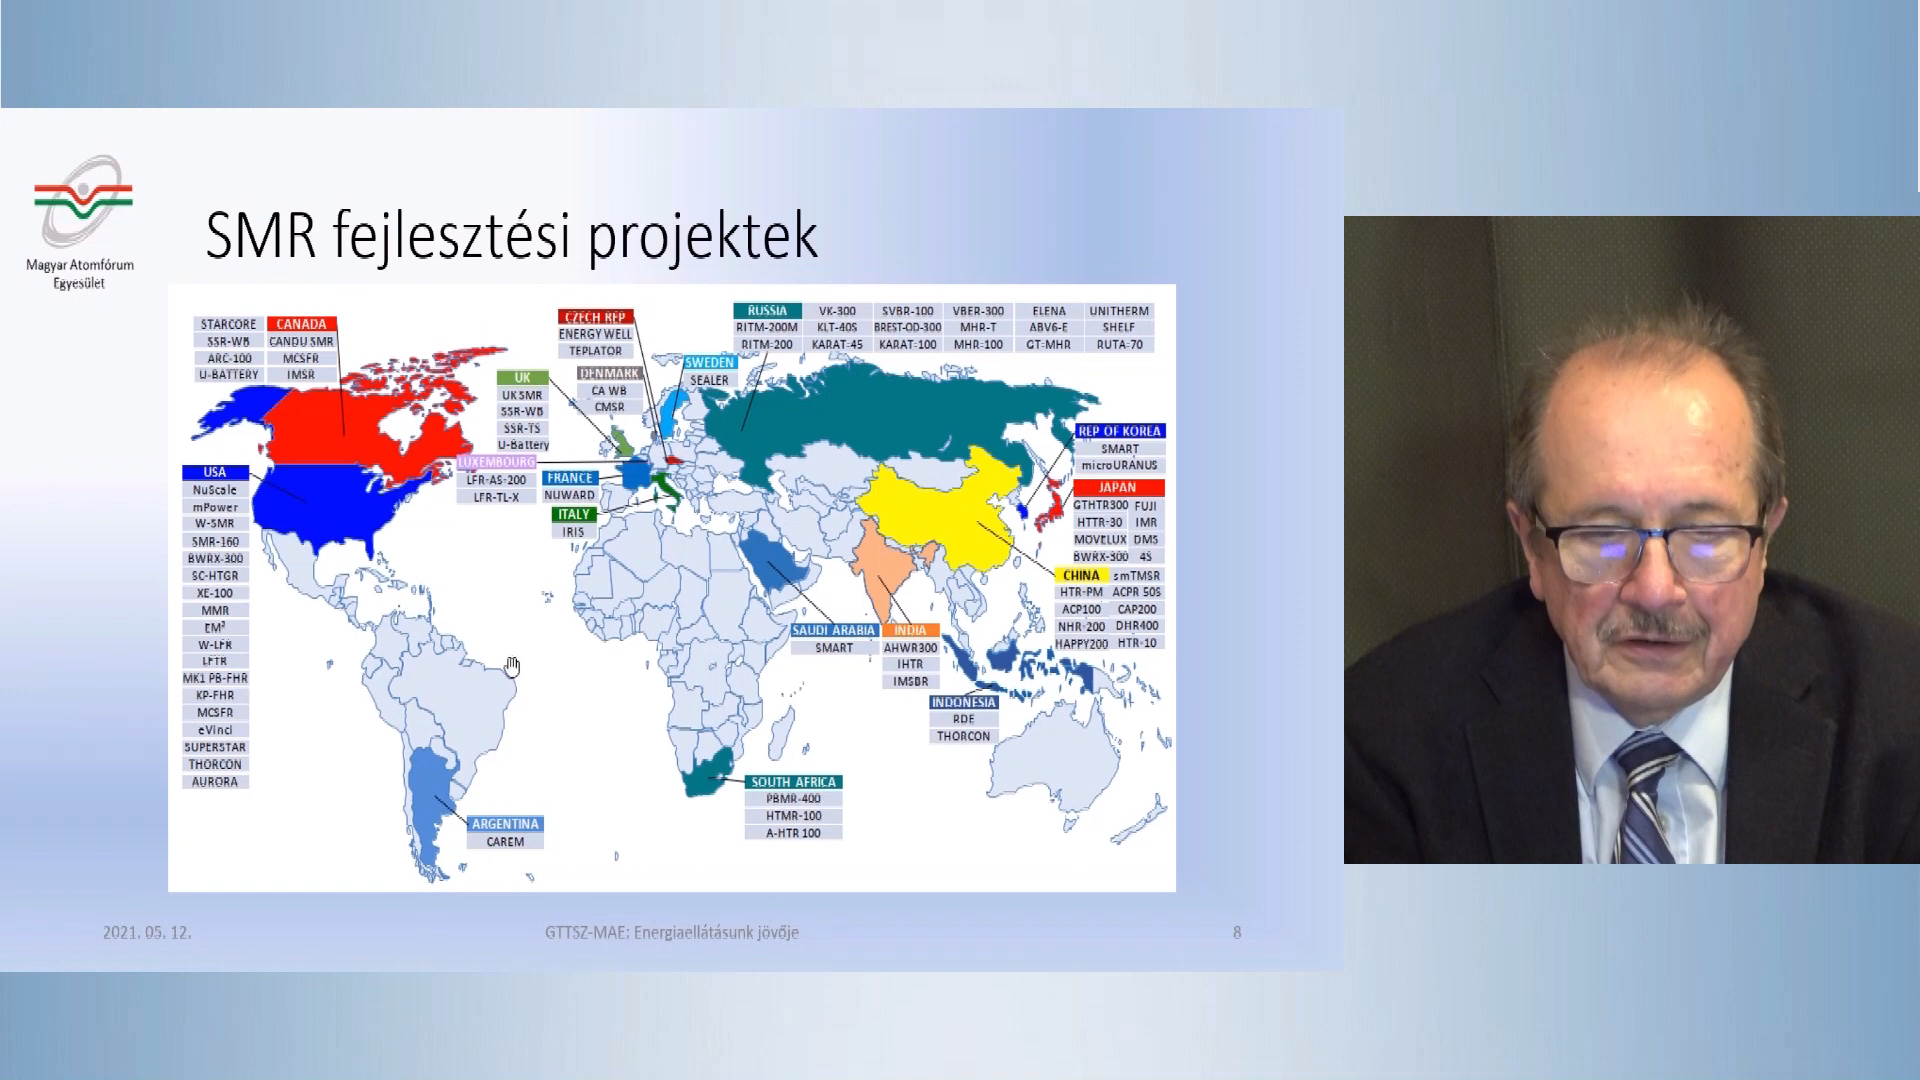 Magyar Atomfórum
Egyesület
SMR fejlesztési projektek
STARCORE CANADA
SSR-WB CANDU SMR
ARC-100 MCSFR
U-BATTERY IMSR
CZECH REP
ENERGY WELL
TEPLATOR
RUSSIA VK-300 SVBR-100 VBER-300 ELENA UNITHERM
RITM-200M KLT-40S BREST-OD-300 MHR-T ABV6-E SHELF
RITM-200 KARAT-45 KARAT-100 MHR-100 GT-MHR RUTA-70
SWEDEN
SEALER
DENMARK
CA WB
CMSR
UK
UK SMR
SSR-WB
SSR-TS
U-Battery
LUXEMBOURG
LFR-AS-200
LFR-TL-X
FRANCE
NUWARD
ITALY
IRIS
USA
NuScale
mPower
W-SMR
SMR-160
BWRX-300
SC-HTGR
XE-100
MMR
EM²
W-LFR
LFTR
MK1 PB-FHR
KP-FHR
MCSFR
eVinci
SUPERSTAR
THORCON
AURORA
REP OF KOREA
SMART
microURANUS
JAPAN
GTHTR300 FUJI
HTTR-30 IMR
MOVELUX DMS
BWRX-300 4S
CHINA smTMSR
HTR-PM ACPR 50S
ACP100 CAP200
NHR-200 DHR400
HAPPY200 HTR-10
SAUDI ARABIA
SMART
INDIA
AHWR300
IHTR
IMSBR
INDONESIA
RDE
THORCON
SOUTH AFRICA
PBMR-400
HTMR-100
A-HTR 100
ARGENTINA
CAREM
2021. 05. 12.
GTTSZ-MAE: Energiaellátásunk jövője
8